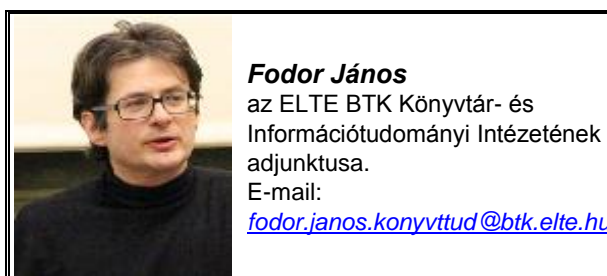 Fodor János
az ELTE BTK Könyvtár- és
Információtudományi Intézetének
adjunktusa.
E-mail:
fodor.janos.konyvttud@btk.elte.hu